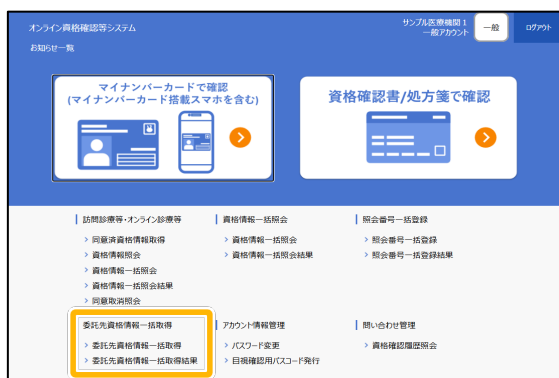 オンライン資格確認等システム
サンプル医療機関1
一般アカウント
一般
ログアウト
お知らせ一覧
マイナンバーカードで確認
(マイナンバーカード搭載スマホを含む)
資格確認書/処方箋で確認
訪問診療等・オンライン診療等
同意済資格情報取得
資格情報照会
資格情報一括照会
資格情報一括照会結果
同意取消照会
資格情報一括照会
資格情報一括照会
資格情報一括照会結果
照会番号一括登録
照会番号一括登録
照会番号一括登録結果
委託先資格情報一括取得
委託先資格情報一括取得
委託先資格情報一括取得結果
アカウント情報管理
パスワード変更
目視確認用パスコード発行
問い合わせ管理
資格確認履歴照会